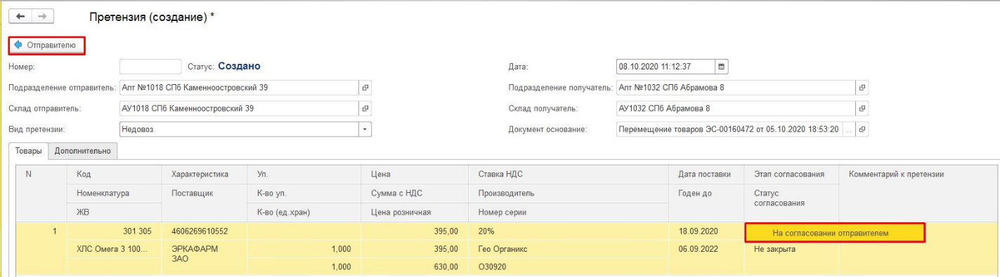 Претензия (создание) *
Отправителю
Номер: Статус: Создано Дата: 08.10.2020 11:12:37
Подразделение отправитель: Апт №1018 СПб Каменноостровский 39 Подразделение получатель: Апт №1032 СПб Абрамова 8
Склад отправитель: АУ1018 СПб Каменноостровский 39 Склад получатель: АУ1032 СПб Абрамова 8
Вид претензии: Недовоз Документ основание: Перемещение товаров ЭС-00160472 от 05.10.2020 18:53:20 ...
Товары Дополнительно
N Код Характеристика Уп. Цена Ставка НДС Дата поставки Этап согласования Комментарий к претензии
Номенклатура Поставщик К-во уп. Сумма с НДС Производитель Годен до Статус
согласования
ЖВ К-во (ед.хран) Цена розничная Номер серии
1 301 305 4606269610552 395,00 20% 18.09.2020 На согласовании отправителем
ХЛС Омега 3 100... ЭРКАФАРМ 1,000 395,00 Гео Органикс 06.09.2022 Не закрыта
ЗАО
1,000 630,00 О30920